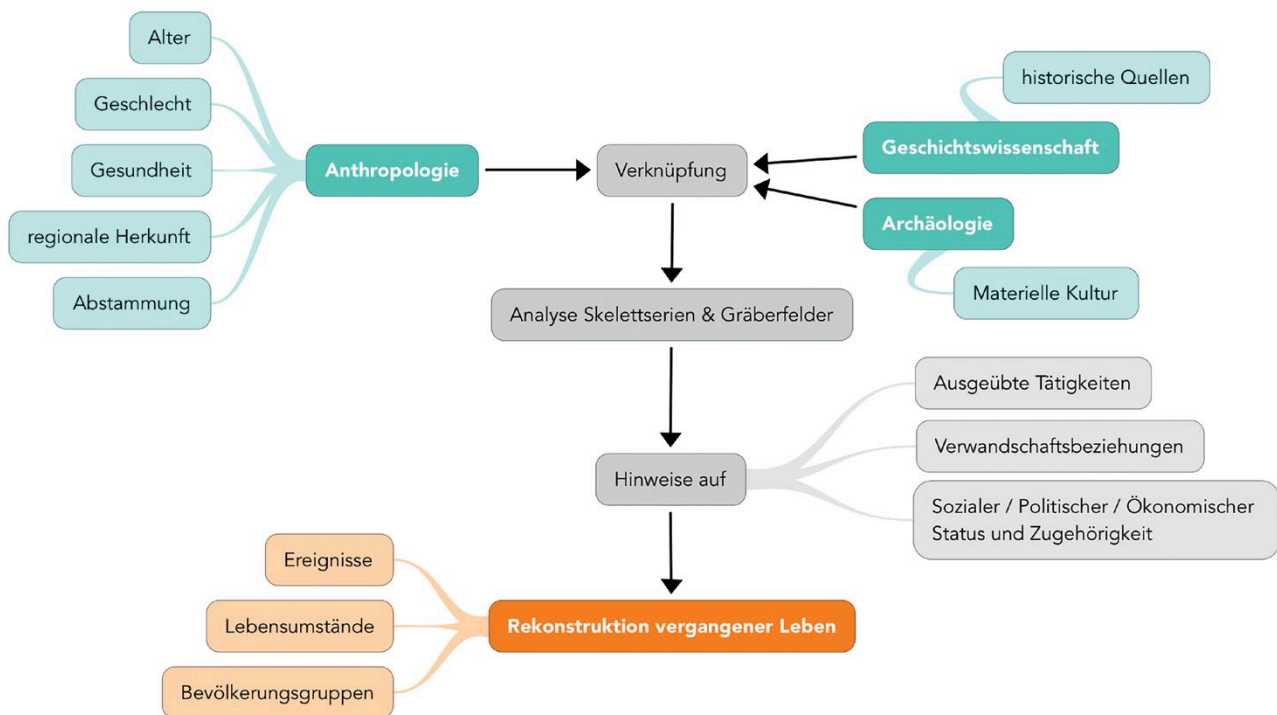 Alter
Geschlecht
Gesundheit
regionale Herkunft
Abstammung
Anthropologie
Verknüpfung
historische Quellen
Geschichtswissenschaft
Archäologie
Materielle Kultur
Analyse Skelettserien & Gräberfelder
Hinweise auf
Ausgeübte Tätigkeiten
Verwandschaftsbeziehungen
Sozialer / Politischer / Ökonomischer
Status und Zugehörigkeit
Ereignisse
Lebensumstände
Bevölkerungsgruppen
Rekonstruktion vergangener Leben